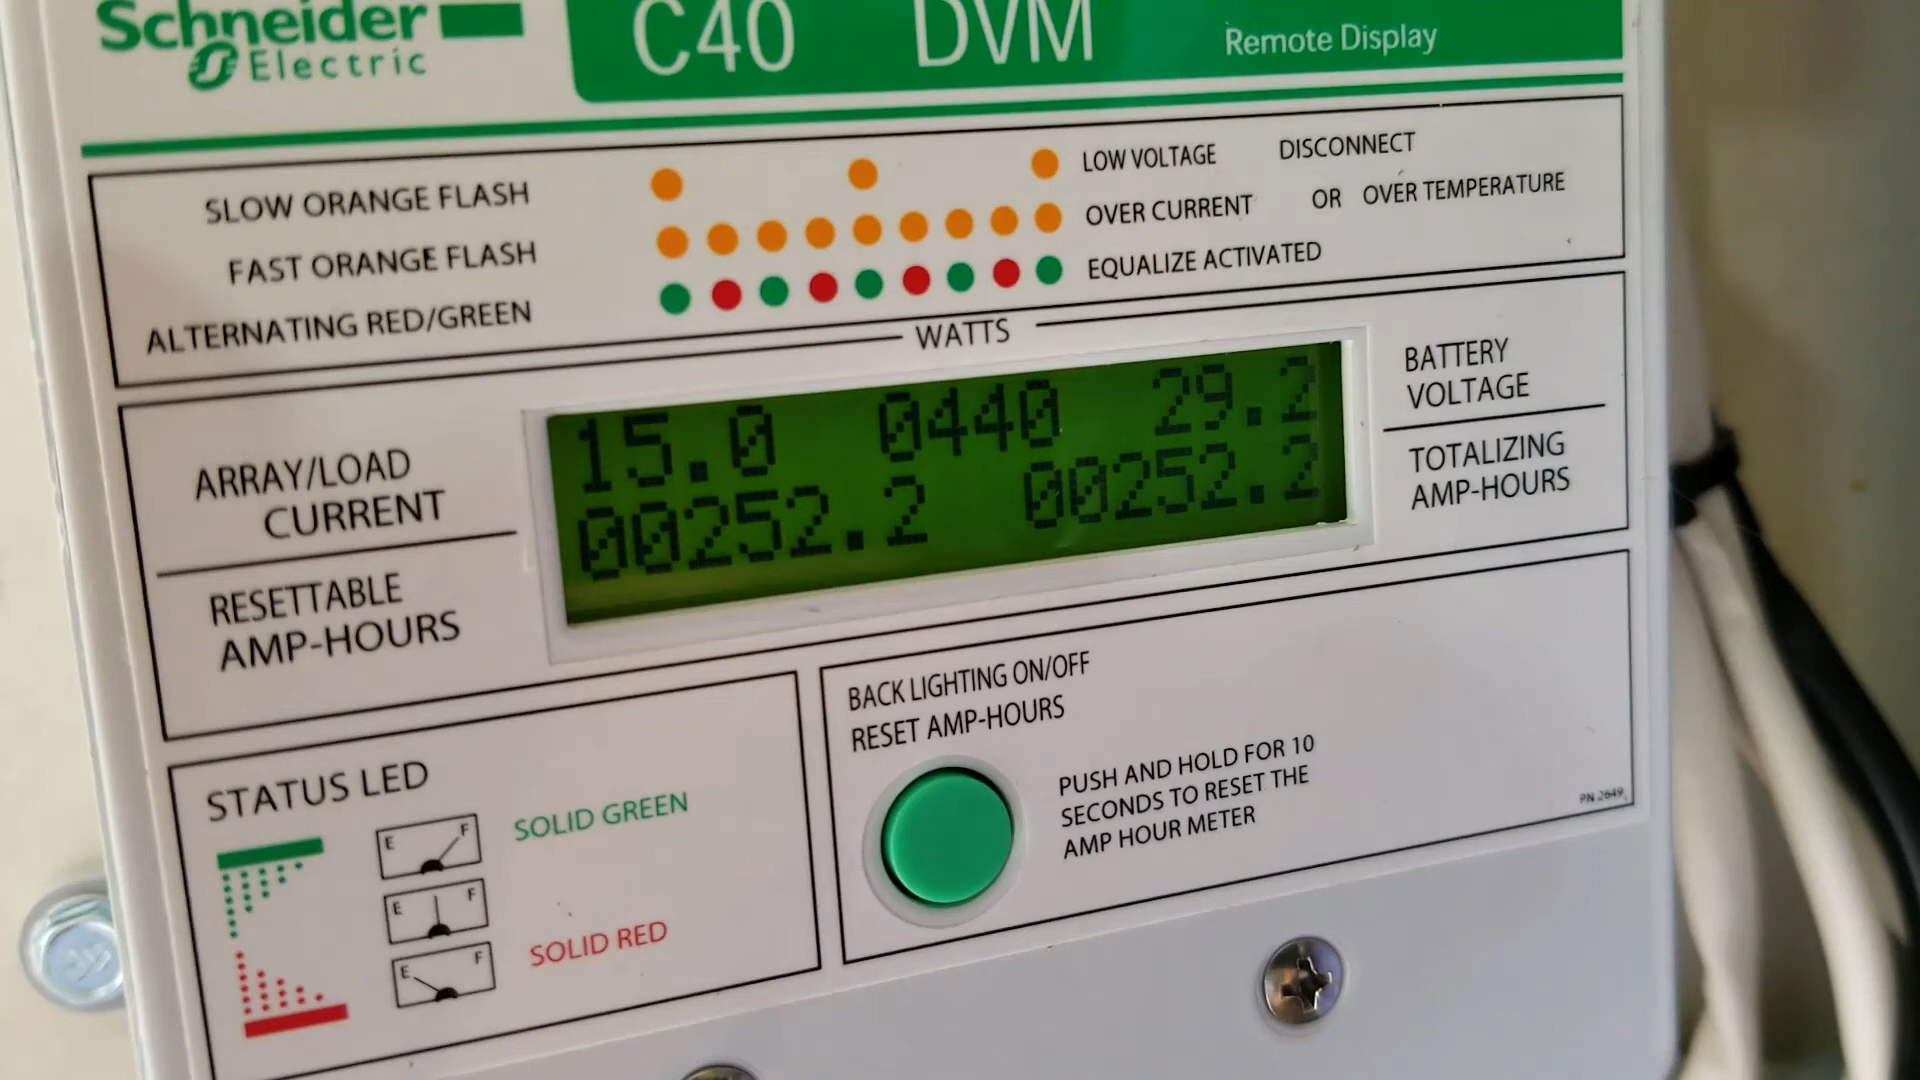 Schneider
Electric
C40 DVM Remote Display
SLOW ORANGE FLASH LOW VOLTAGE DISCONNECT
FAST ORANGE FLASH OVER CURRENT OR OVER TEMPERATURE
ALTERNATING RED/GREEN EQUALIZE ACTIVATED
WATTS
ARRAY/LOAD
CURRENT
RESETTABLE
AMP-HOURS
15.0 0440 29.2
00252.2 00252.2
BATTERY
VOLTAGE
TOTALIZING
AMP-HOURS
STATUS LED
E F
SOLID GREEN
E F
E F
SOLID RED
BACK LIGHTING ON/OFF
RESET AMP-HOURS
PUSH AND HOLD FOR 10
SECONDS TO RESET THE
AMP HOUR METER
PN 2649